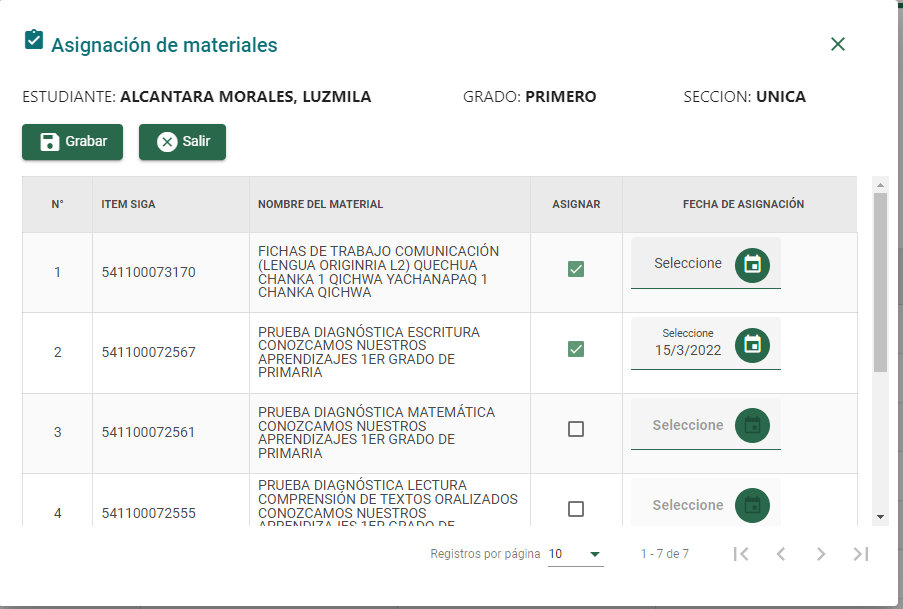 Asignación de materiales
ESTUDIANTE: ALCANTARA MORALES, LUZMILA GRADO: PRIMERO SECCION: UNICA
Grabar Salir
N° ITEM SIGA NOMBRE DEL MATERIAL ASIGNAR FECHA DE ASIGNACIÓN
FICHAS DE TRABAJO COMUNICACIÓN
(LENGUA ORIGINRIA L2) QUECHUA
1 541100073170 Seleccione
CHANKA 1 QICHWA YACHANAPAQ 1
CHANKA QICHWA
PRUEBA DIAGNÓSTICA ESCRITURA
Seleccione
CONOZCAMOS NUESTROS
2 541100072567 15/3/2022
APRENDIZAJES 1ER GRADO DE
PRIMARIA
PRUEBA DIAGNÓSTICA MATEMÁTICA
CONOZCAMOS NUESTROS
3 541100072561 Seleccione
APRENDIZAJES 1ER GRADO DE
PRIMARIA
PRUEBA DIAGNÓSTICA LECTURA
COMPRENSIÓN DE TEXTOS ORALIZADOS
4 541100072555 Seleccione
CONOZCAMOS NUESTROS
APRENDIZAJES 1ER GRADO DE
Registros por página 10 1 - 7 de 7